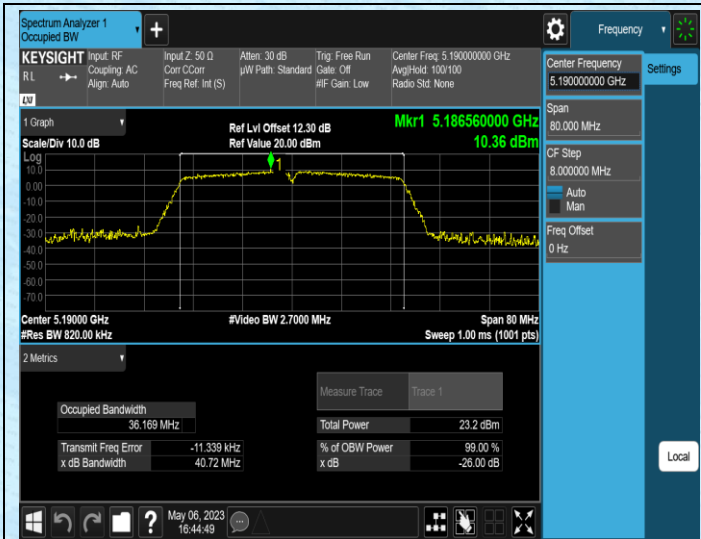 Spectrum Analyzer 1
Occupied BW
+
Frequency
KEYSIGHT
RL
LXI
Input: RF
Coupling: AC
Align: Auto
Input Z: 50 Ω
Corr CCorr
Freq Ref: Int (S)
Atten: 30 dB
µW Path: Standard
Trig: Free Run
Gate: Off
#IF Gain: Low
Center Freq: 5.190000000 GHz
Avg|Hold: 100/100
Radio Std: None
Center Frequency
5.190000000 GHz
Settings
Span
80.000 MHz
CF Step
8.000000 MHz
Auto
Man
Freq Offset
0 Hz
1 Graph
Scale/Div 10.0 dB
Ref Lvl Offset 12.30 dB
Ref Value 20.00 dBm
Mkr1 5.186560000 GHz
10.36 dBm
Log
1
10.0
0.00
-10.0
-20.0
-30.0
-40.0
-50.0
-60.0
-70.0
Center 5.19000 GHz
#Res BW 820.00 kHz
#Video BW 2.7000 MHz
Span 80 MHz
Sweep 1.00 ms (1001 pts)
2 Metrics
Measure Trace Trace 1
Occupied Bandwidth
36.169 MHz
Total Power 23.2 dBm
Transmit Freq Error -11.339 kHz
% of OBW Power 99.00 %
x dB Bandwidth 40.72 MHz
x dB -26.00 dB
Local
?
May 06, 2023
16:44:49